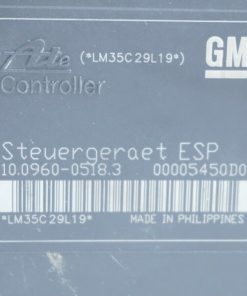 Ate (*LM35C29L19*) GM
Controller
Steuergeraet ESP
10.0960-0518.3 00005450D0
*LM35C29L19* MADE IN PHILIPPINES